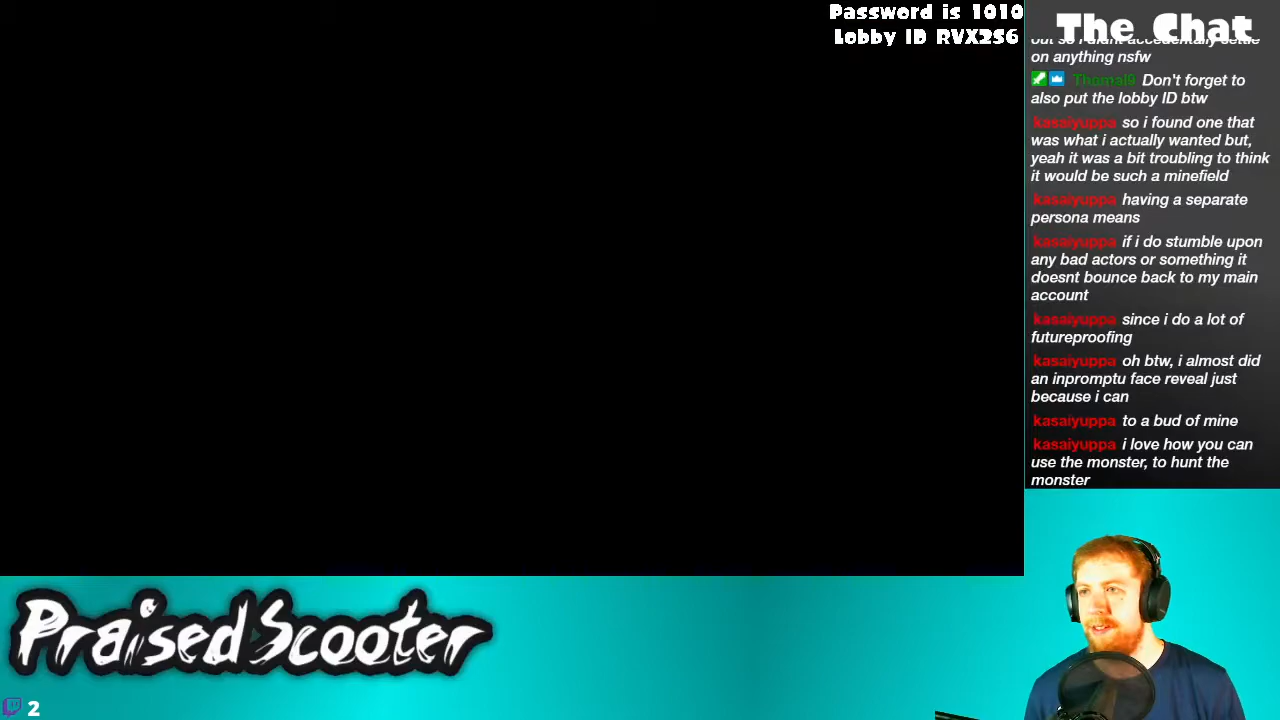 Password is 1010
Lobby ID RVX2S6
The Chat
on anything nsfw
Thomal9 Don't forget to
also put the lobby ID btw
kasaiyuppa so i found one that
was what i actually wanted but,
yeah it was a bit troubling to think
it would be such a minefield
kasaiyuppa having a separate
persona means
kasaiyuppa if i do stumble upon
any bad actors or something it
doesnt bounce back to my main
account
kasaiyuppa since i do a lot of
futureproofing
kasaiyuppa oh btw, i almost did
an inpromptu face reveal just
because i can
kasaiyuppa to a bud of mine
kasaiyuppa i love how you can
use the monster, to hunt the
monster
PraisedScooter
2